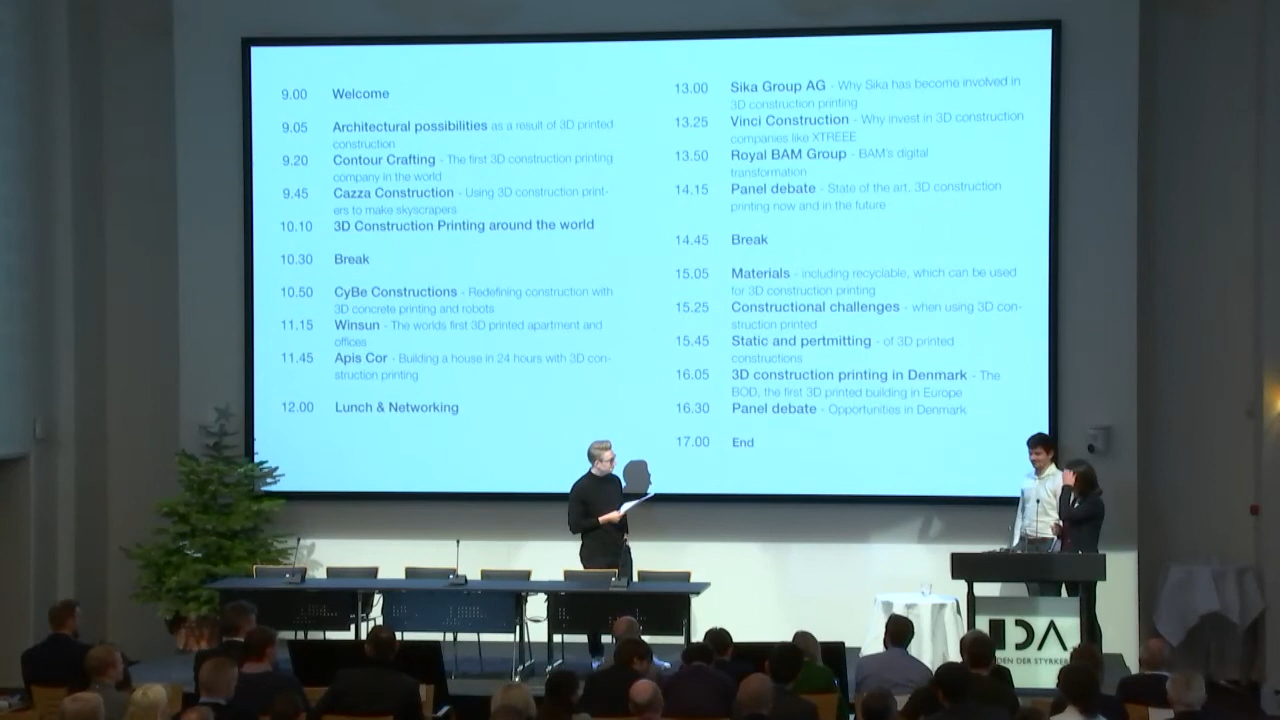 9.00 Welcome
9.05 Architectural possibilities as a result of 3D printed
construction
9.20 Contour Crafting - The first 3D construction printing
company in the world
9.45 Cazza Construction - Using 3D construction print-
ers to make skyscrapers
10.10 3D Construction Printing around the world
10.30 Break
10.50 CyBe Constructions - Redefining construction with
3D concrete printing and robots
11.15 Winsun - The worlds first 3D printed apartment and
offices
11.45 Apis Cor - Building a house in 24 hours with 3D con-
struction printing
12.00 Lunch & Networking
13.00 Sika Group AG - Why Sika has become involved in
3D construction printing
13.25 Vinci Construction - Why invest in 3D construction
companies like XTREEE
13.50 Royal BAM Group - BAM's digital
transformation
14.15 Panel debate - State of the art. 3D construction
printing now and in the future
14.45 Break
15.05 Materials - including recyclable, which can be used
for 3D construction printing
15.25 Constructional challenges - when using 3D con-
struction printed
15.45 Static and pertmitting - of 3D printed
constructions
16.05 3D construction printing in Denmark - The
BOD, the first 3D printed building in Europe
16.30 Panel debate - Opportunities in Denmark
17.00 End
IDA
DEN DER STYRKER